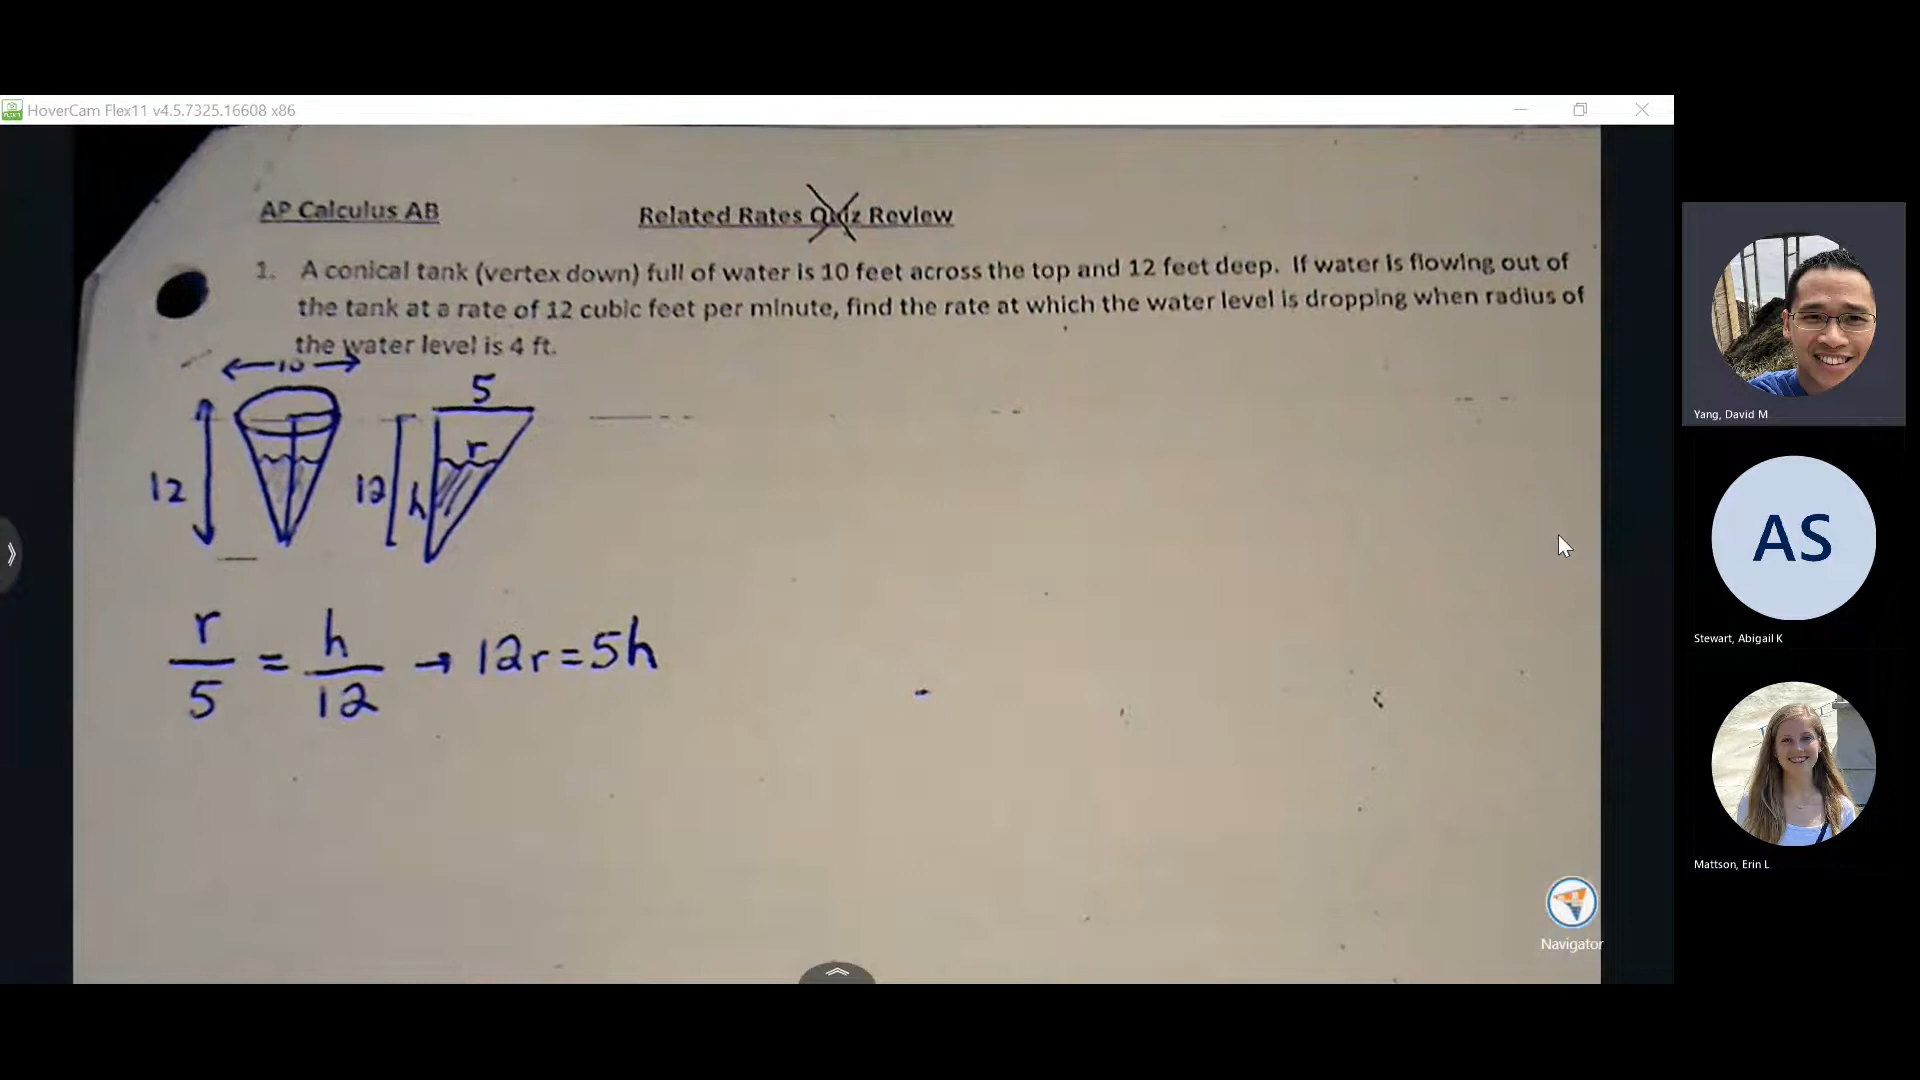 HoverCam Flex11 v4.5.7325.16608 x86
AP Calculus AB
Related Rates Quiz Review
1. A conical tank (vertex down) full of water is 10 feet across the top and 12 feet deep. If water is flowing out of
the tank at a rate of 12 cubic feet per minute, find the rate at which the water level is dropping when radius of
the water level is 4 ft.
10
12
5
r
12
h
r/5 = h/12 → 12r = 5h
Yang, David M
AS
Stewart, Abigail K
Mattson, Erin L
Navigator